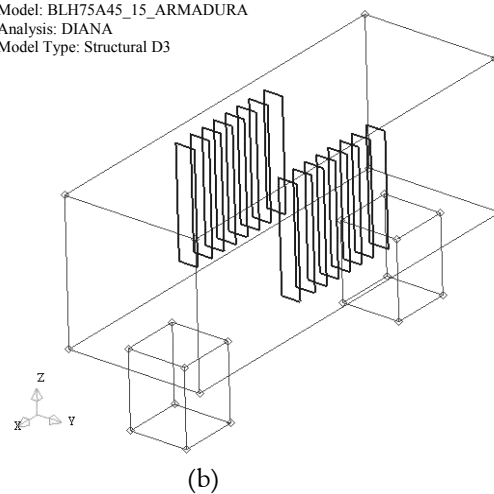 Model: BLH75A45_15_ARMADURA
Analysis: DIANA
Model Type: Structural D3
Z
X
Y
(b)